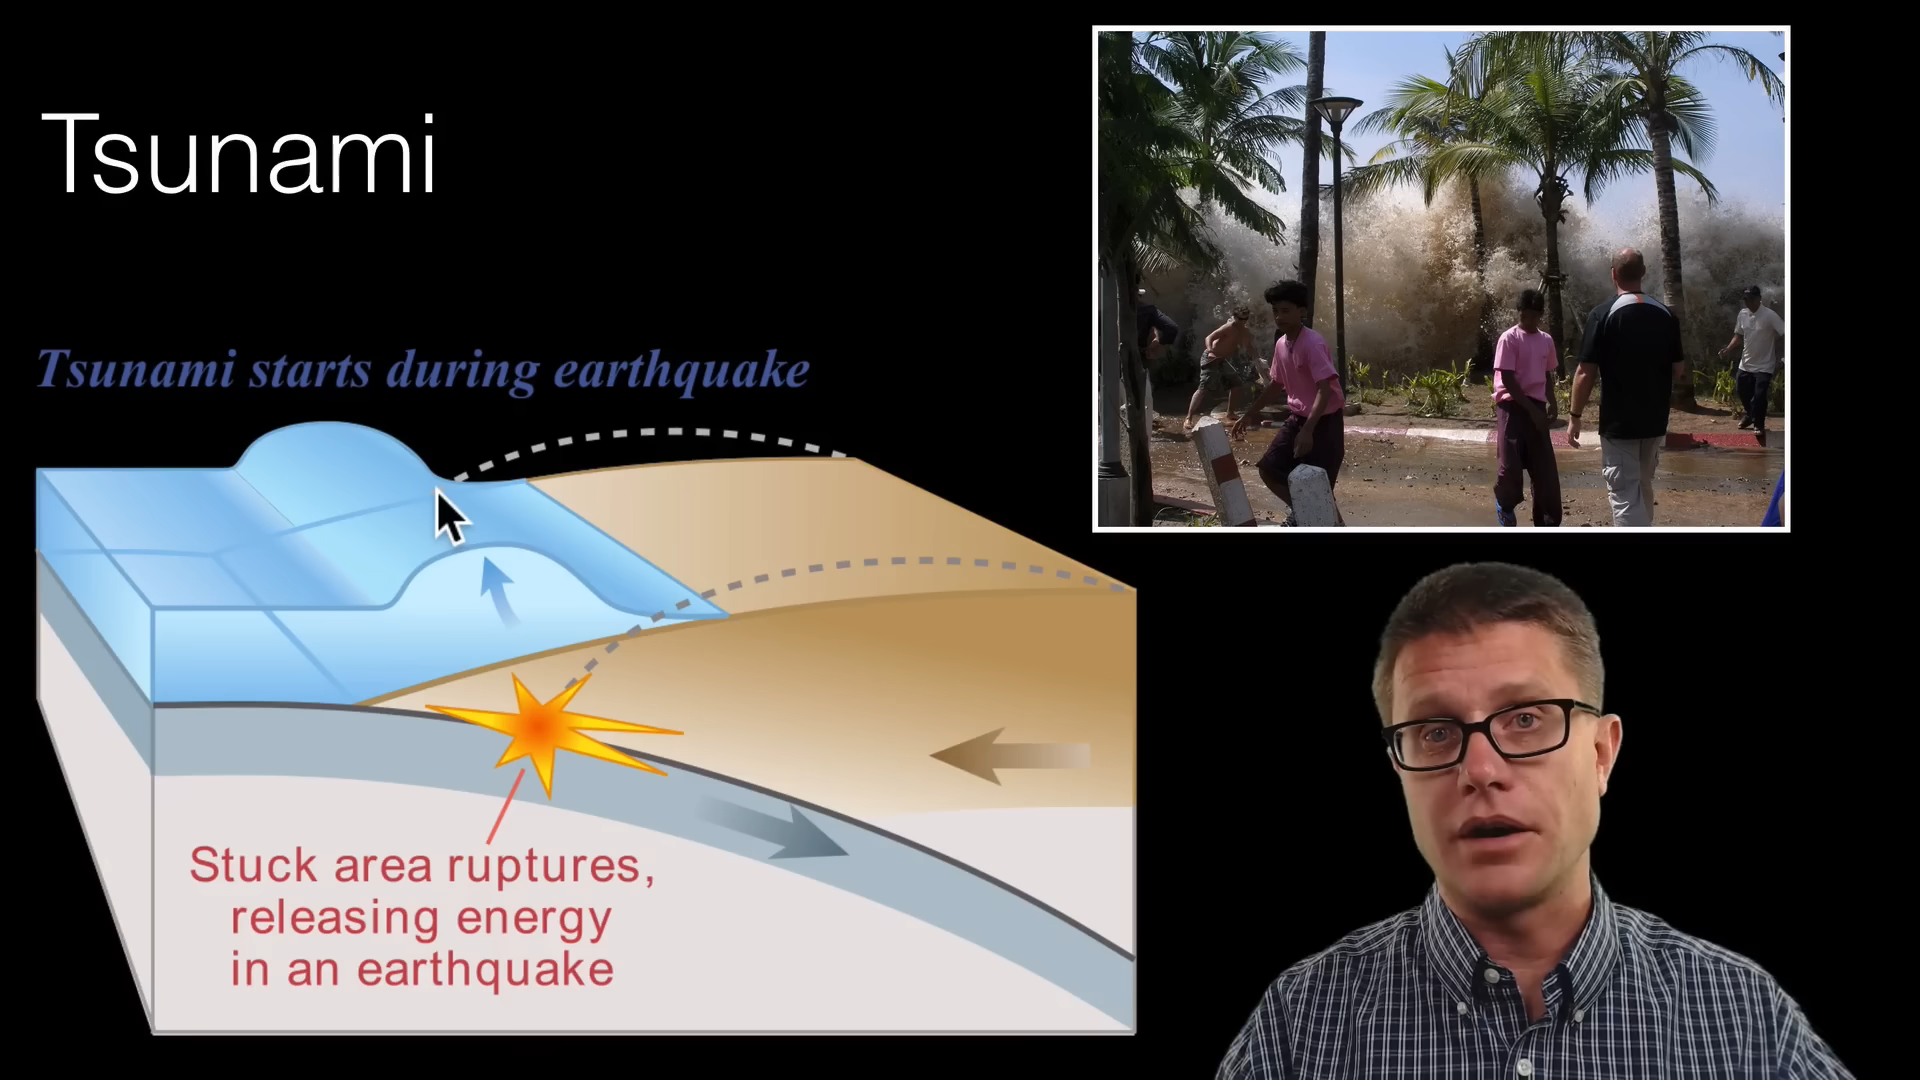 Tsunami
Tsunami starts during earthquake
Stuck area ruptures,
releasing energy
in an earthquake